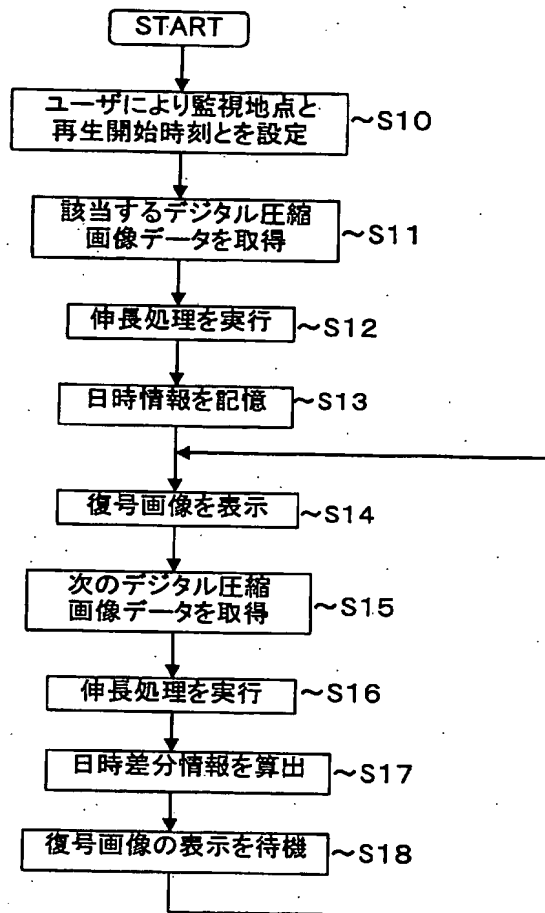 START
ユーザにより監視地点と
再生開始時刻とを設定
~S10
該当するデジタル圧縮
画像データを取得
~S11
伸長処理を実行
~S12
日時情報を記憶
~S13
復号画像を表示
~S14
次のデジタル圧縮
画像データを取得
~S15
伸長処理を実行
~S16
日時差分情報を算出
~S17
復号画像の表示を待機
~S18